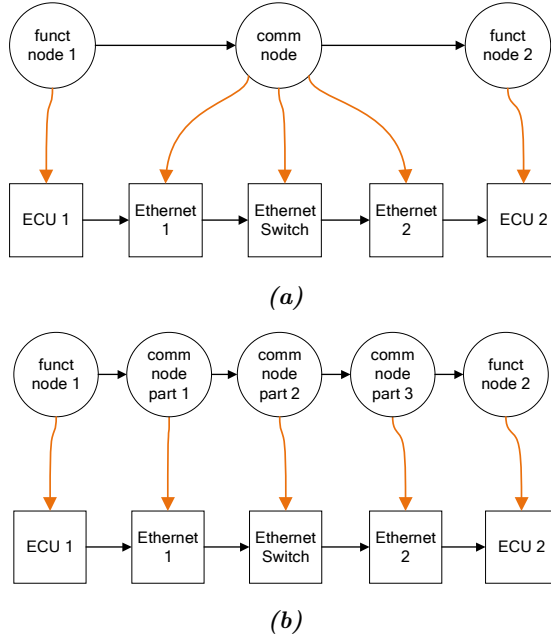 funct
node 1
comm
node
funct
node 2
ECU 1
Ethernet
1
Ethernet
Switch
Ethernet
2
ECU 2
(a)
funct
node 1
comm
node
part 1
comm
node
part 2
comm
node
part 3
funct
node 2
ECU 1
Ethernet
1
Ethernet
Switch
Ethernet
2
ECU 2
(b)